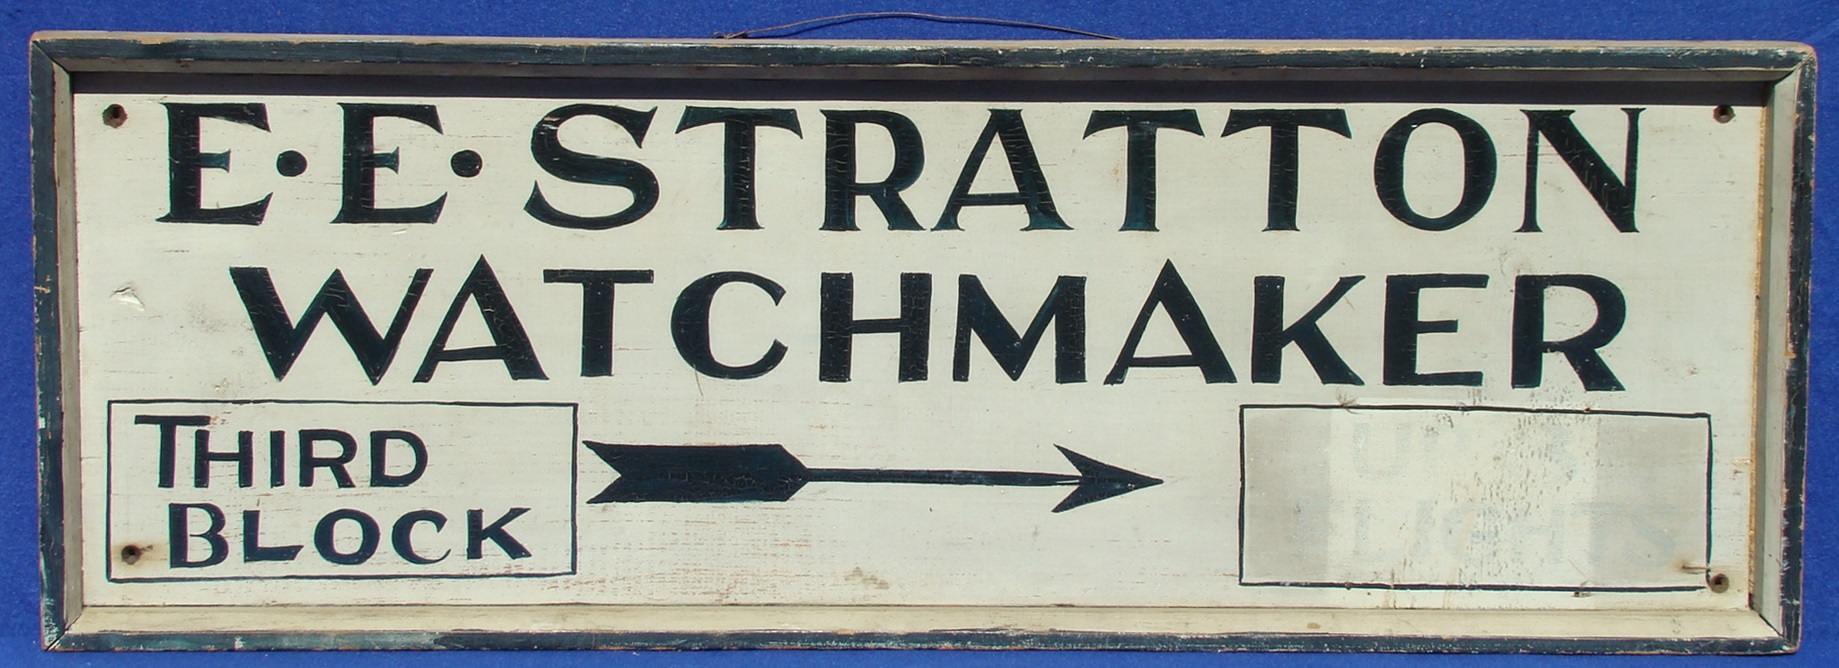 E·E·STRATTON
WATCHMAKER
THIRD
BLOCK